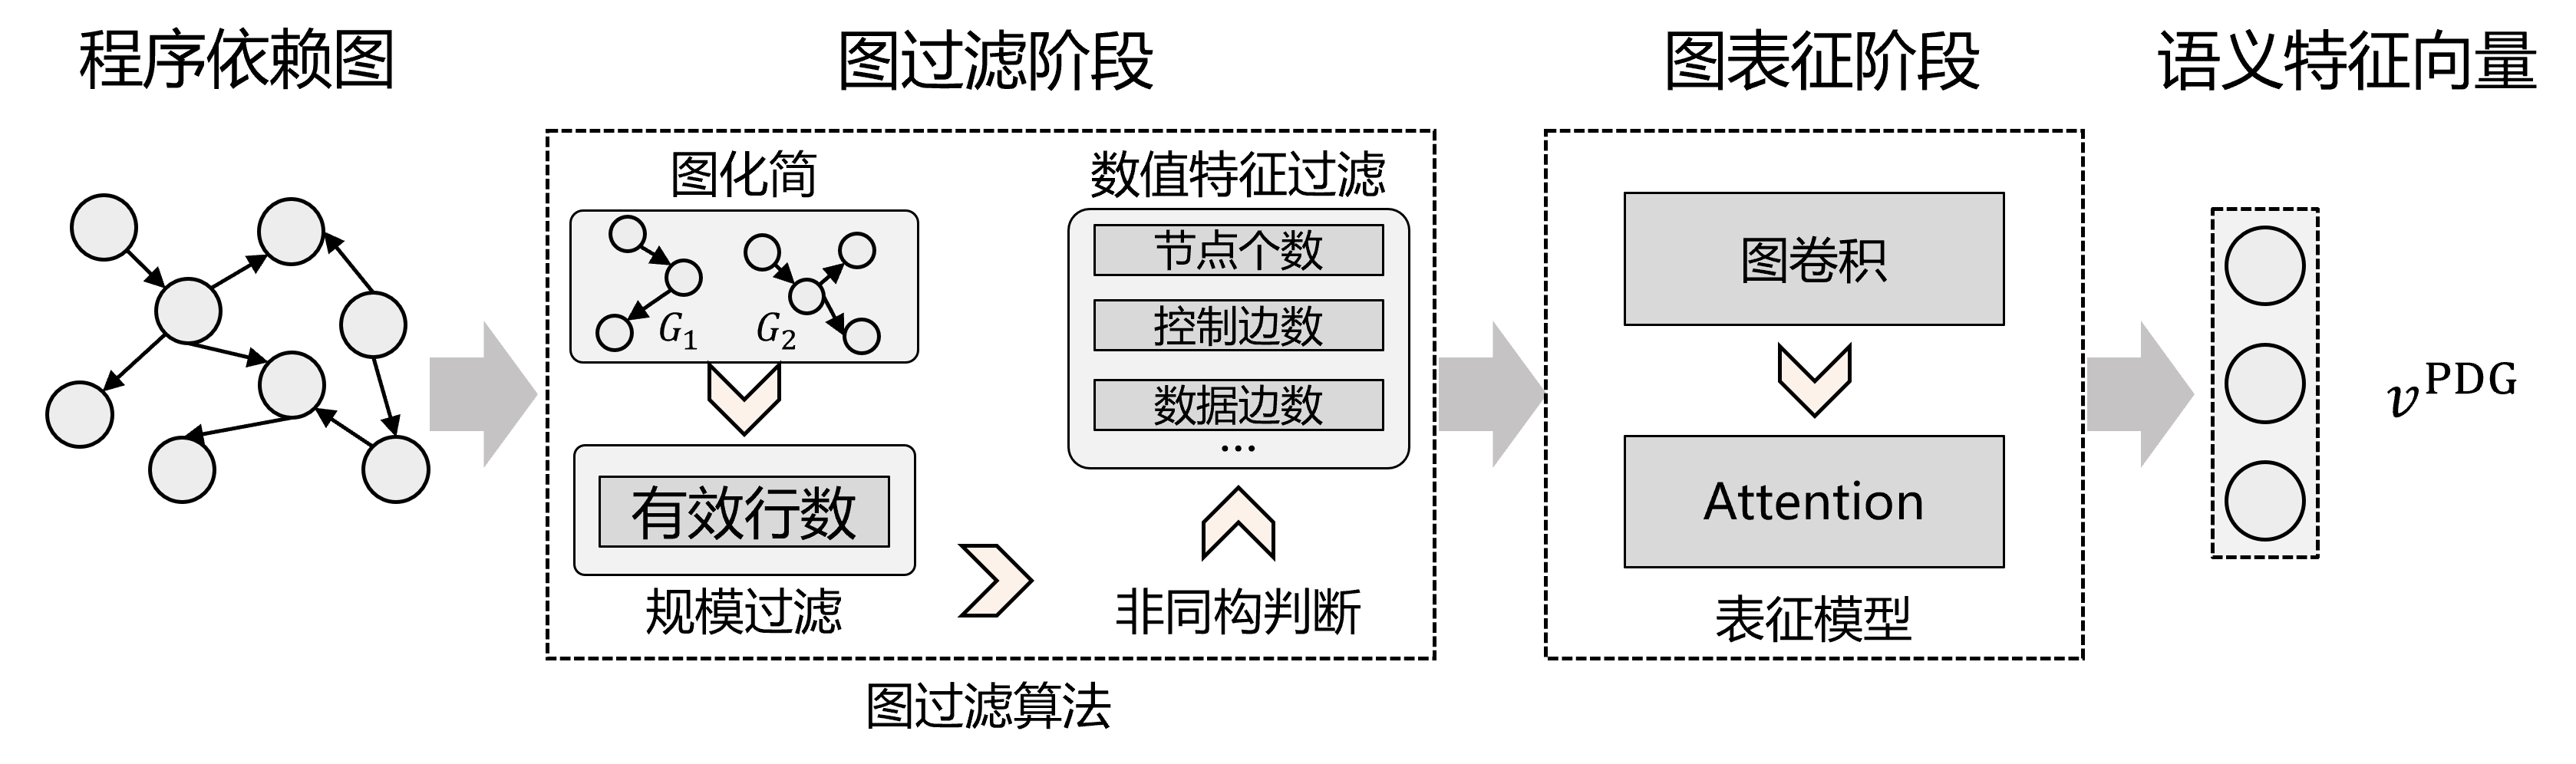 程序依赖图
图过滤阶段
图表征阶段
语义特征向量
图化简
G₁
G₂
有效行数
规模过滤
数值特征过滤
节点个数
控制边数
数据边数
...
非同构判断
图过滤算法
图卷积
Attention
表征模型
v^PDG